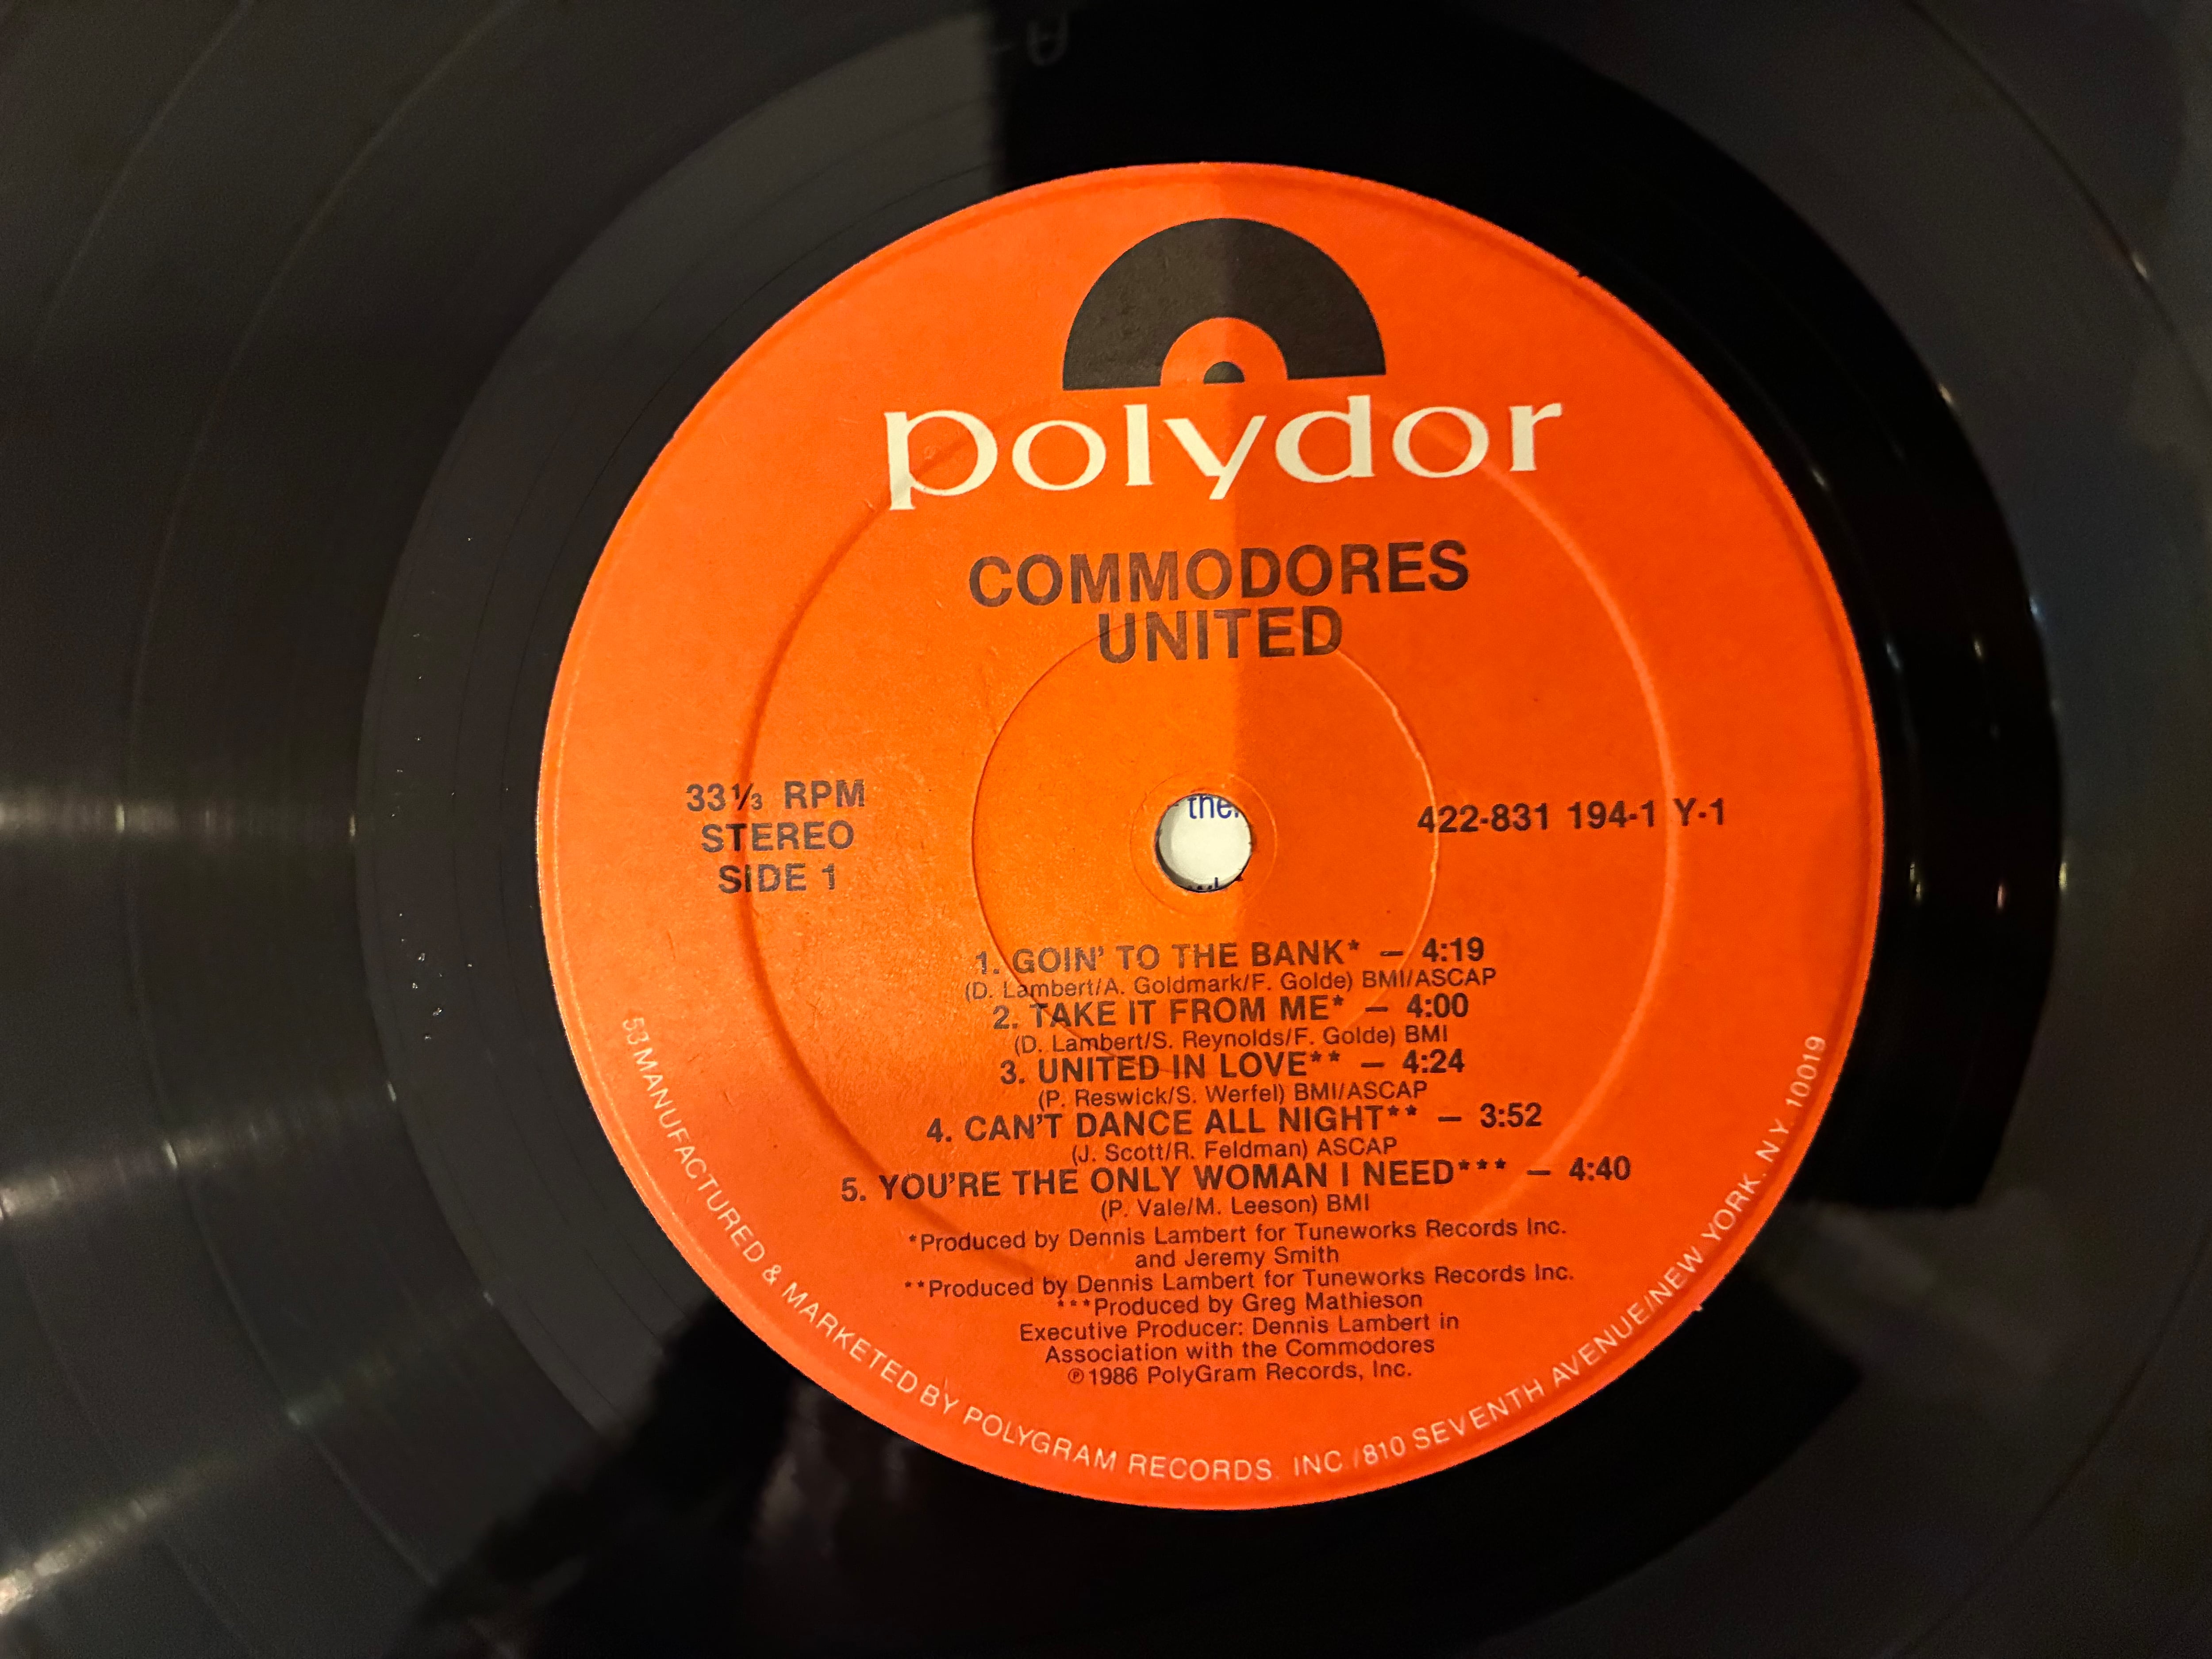 polydor
COMMODORES
UNITED
33⅓ RPM
STEREO
SIDE 1
422-831 194-1 Y-1
the
1. GOIN' TO THE BANK* — 4:19
(D. Lambert/A. Goldmark/F. Golde) BMI/ASCAP
2. TAKE IT FROM ME* — 4:00
(D. Lambert/S. Reynolds/F. Golde) BMI
3. UNITED IN LOVE** — 4:24
(P. Reswick/S. Werfel) BMI/ASCAP
4. CAN'T DANCE ALL NIGHT** — 3:52
(J. Scott/R. Feldman) ASCAP
5. YOU'RE THE ONLY WOMAN I NEED*** — 4:40
(P. Vale/M. Leeson) BMI
*Produced by Dennis Lambert for Tuneworks Records Inc.
and Jeremy Smith
**Produced by Dennis Lambert for Tuneworks Records Inc.
***Produced by Greg Mathieson
Executive Producer: Dennis Lambert in
Association with the Commodores
℗1986 PolyGram Records, Inc.
53 MANUFACTURED & MARKETED BY POLYGRAM RECORDS, INC./810 SEVENTH AVENUE/NEW YORK, N.Y. 10019